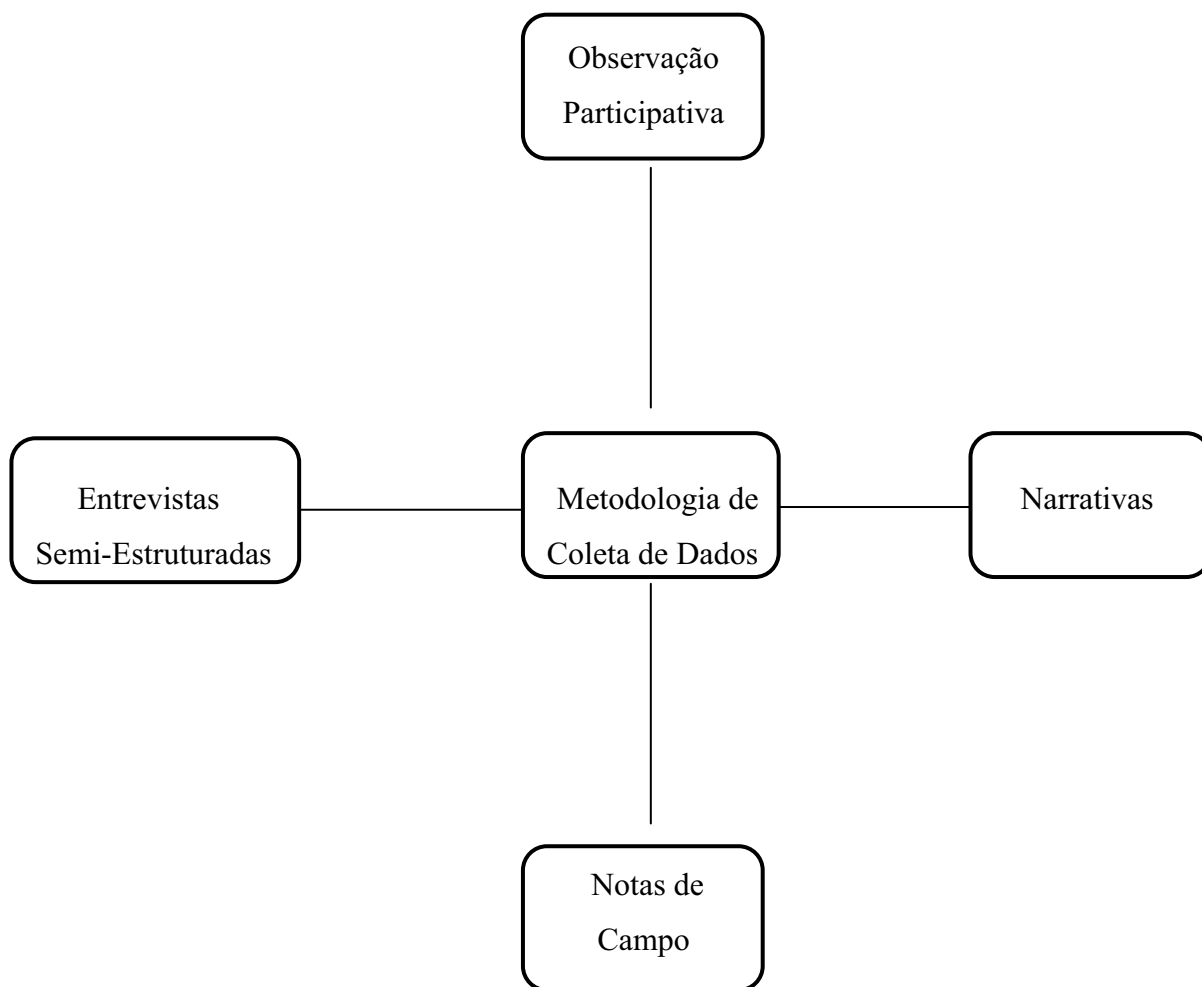 Observação
Participativa
Entrevistas
Semi-Estruturadas
Metodologia de
Coleta de Dados
Narrativas
Notas de
Campo